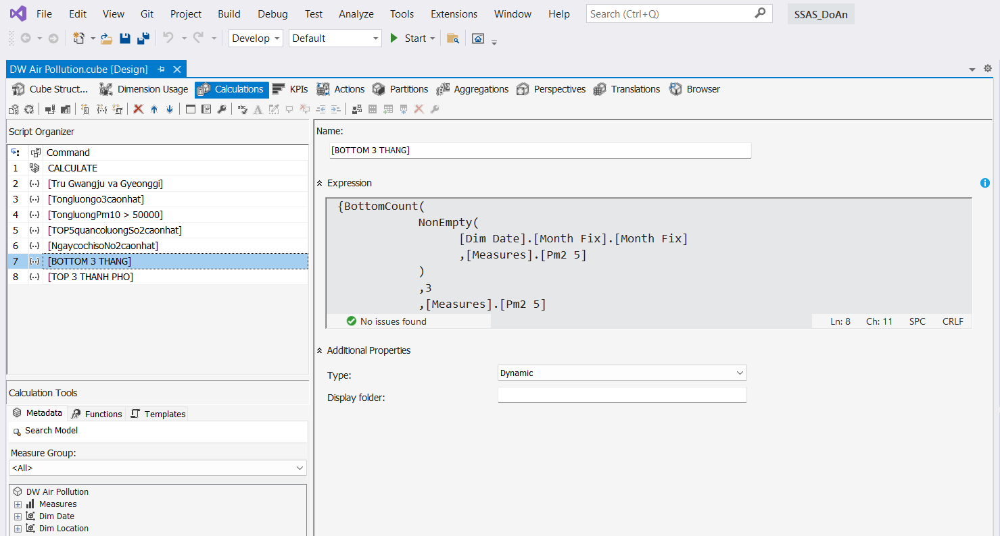 File Edit View Git Project Build Debug Test Analyze Tools Extensions Window Help Search (Ctrl+Q) SSAS_DoAn
Develop Default Start
DW Air Pollution.cube [Design]
Cube Struct... Dimension Usage Calculations KPIs Actions Partitions Aggregations Perspectives Translations Browser
Script Organizer
Command
1 CALCULATE
2 [Tru Gwangju va Gyeonggi]
3 [Tongluongo3caonhat]
4 [TongluongPm10 > 50000]
5 [TOP5quancoluongSo2caonhat]
6 [NgaycochisoNo2caonhat]
7 [BOTTOM 3 THANG]
8 [TOP 3 THANH PHO]
Calculation Tools
Metadata Functions Templates
Search Model
Measure Group:
<All>
DW Air Pollution
Measures
Dim Date
Dim Location
Name:
[BOTTOM 3 THANG]
Expression
{BottomCount(
NonEmpty(
[Dim Date].[Month Fix].[Month Fix]
,[Measures].[Pm2 5]
)
,3
,[Measures].[Pm2 5]
No issues found Ln: 8 Ch: 11 SPC CRLF
Additional Properties
Type: Dynamic
Display folder: